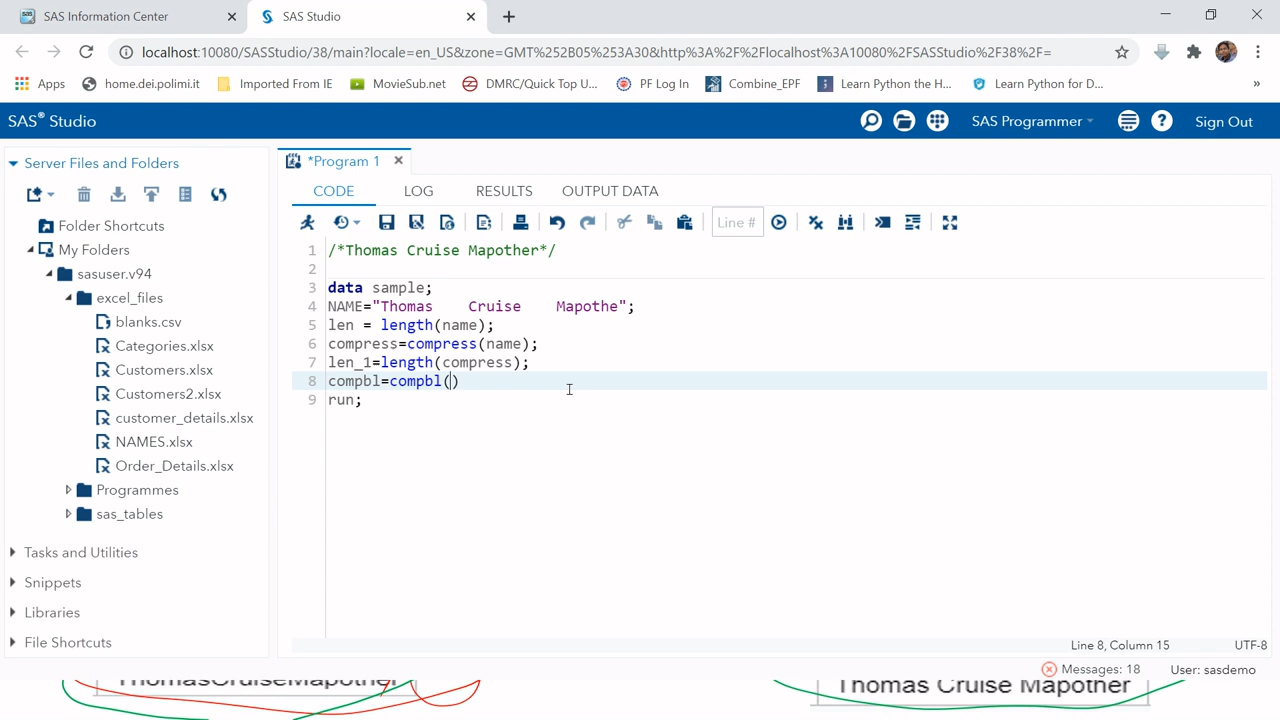 SAS Information Center
SAS Studio
localhost:10080/SASStudio/38/main?locale=en_US&zone=GMT%252B05%253A30&http%3A%2F%2Flocalhost%3A10080%2FSASStudio%2F38%2F=
Apps home.dei.polimi.it Imported From IE MovieSub.net DMRC/Quick Top U... PF Log In Combine_EPF Learn Python the H... Learn Python for D... »
SAS® Studio
SAS Programmer
Sign Out
Server Files and Folders
Folder Shortcuts
My Folders
sasuser.v94
excel_files
blanks.csv
Categories.xlsx
Customers.xlsx
Customers2.xlsx
customer_details.xlsx
NAMES.xlsx
Order_Details.xlsx
Programmes
sas_tables
Tasks and Utilities
Snippets
Libraries
File Shortcuts
*Program 1
CODE LOG RESULTS OUTPUT DATA
Line #
1 /*Thomas Cruise Mapother*/
2
3 data sample;
4 NAME="Thomas    Cruise    Mapothe";
5 len = length(name);
6 compress=compress(name);
7 len_1=length(compress);
8 compbl=compbl()
9 run;
Line 8, Column 15 UTF-8
Messages: 18 User: sasdemo
ThomasCruiseMapother
Thomas Cruise Mapother